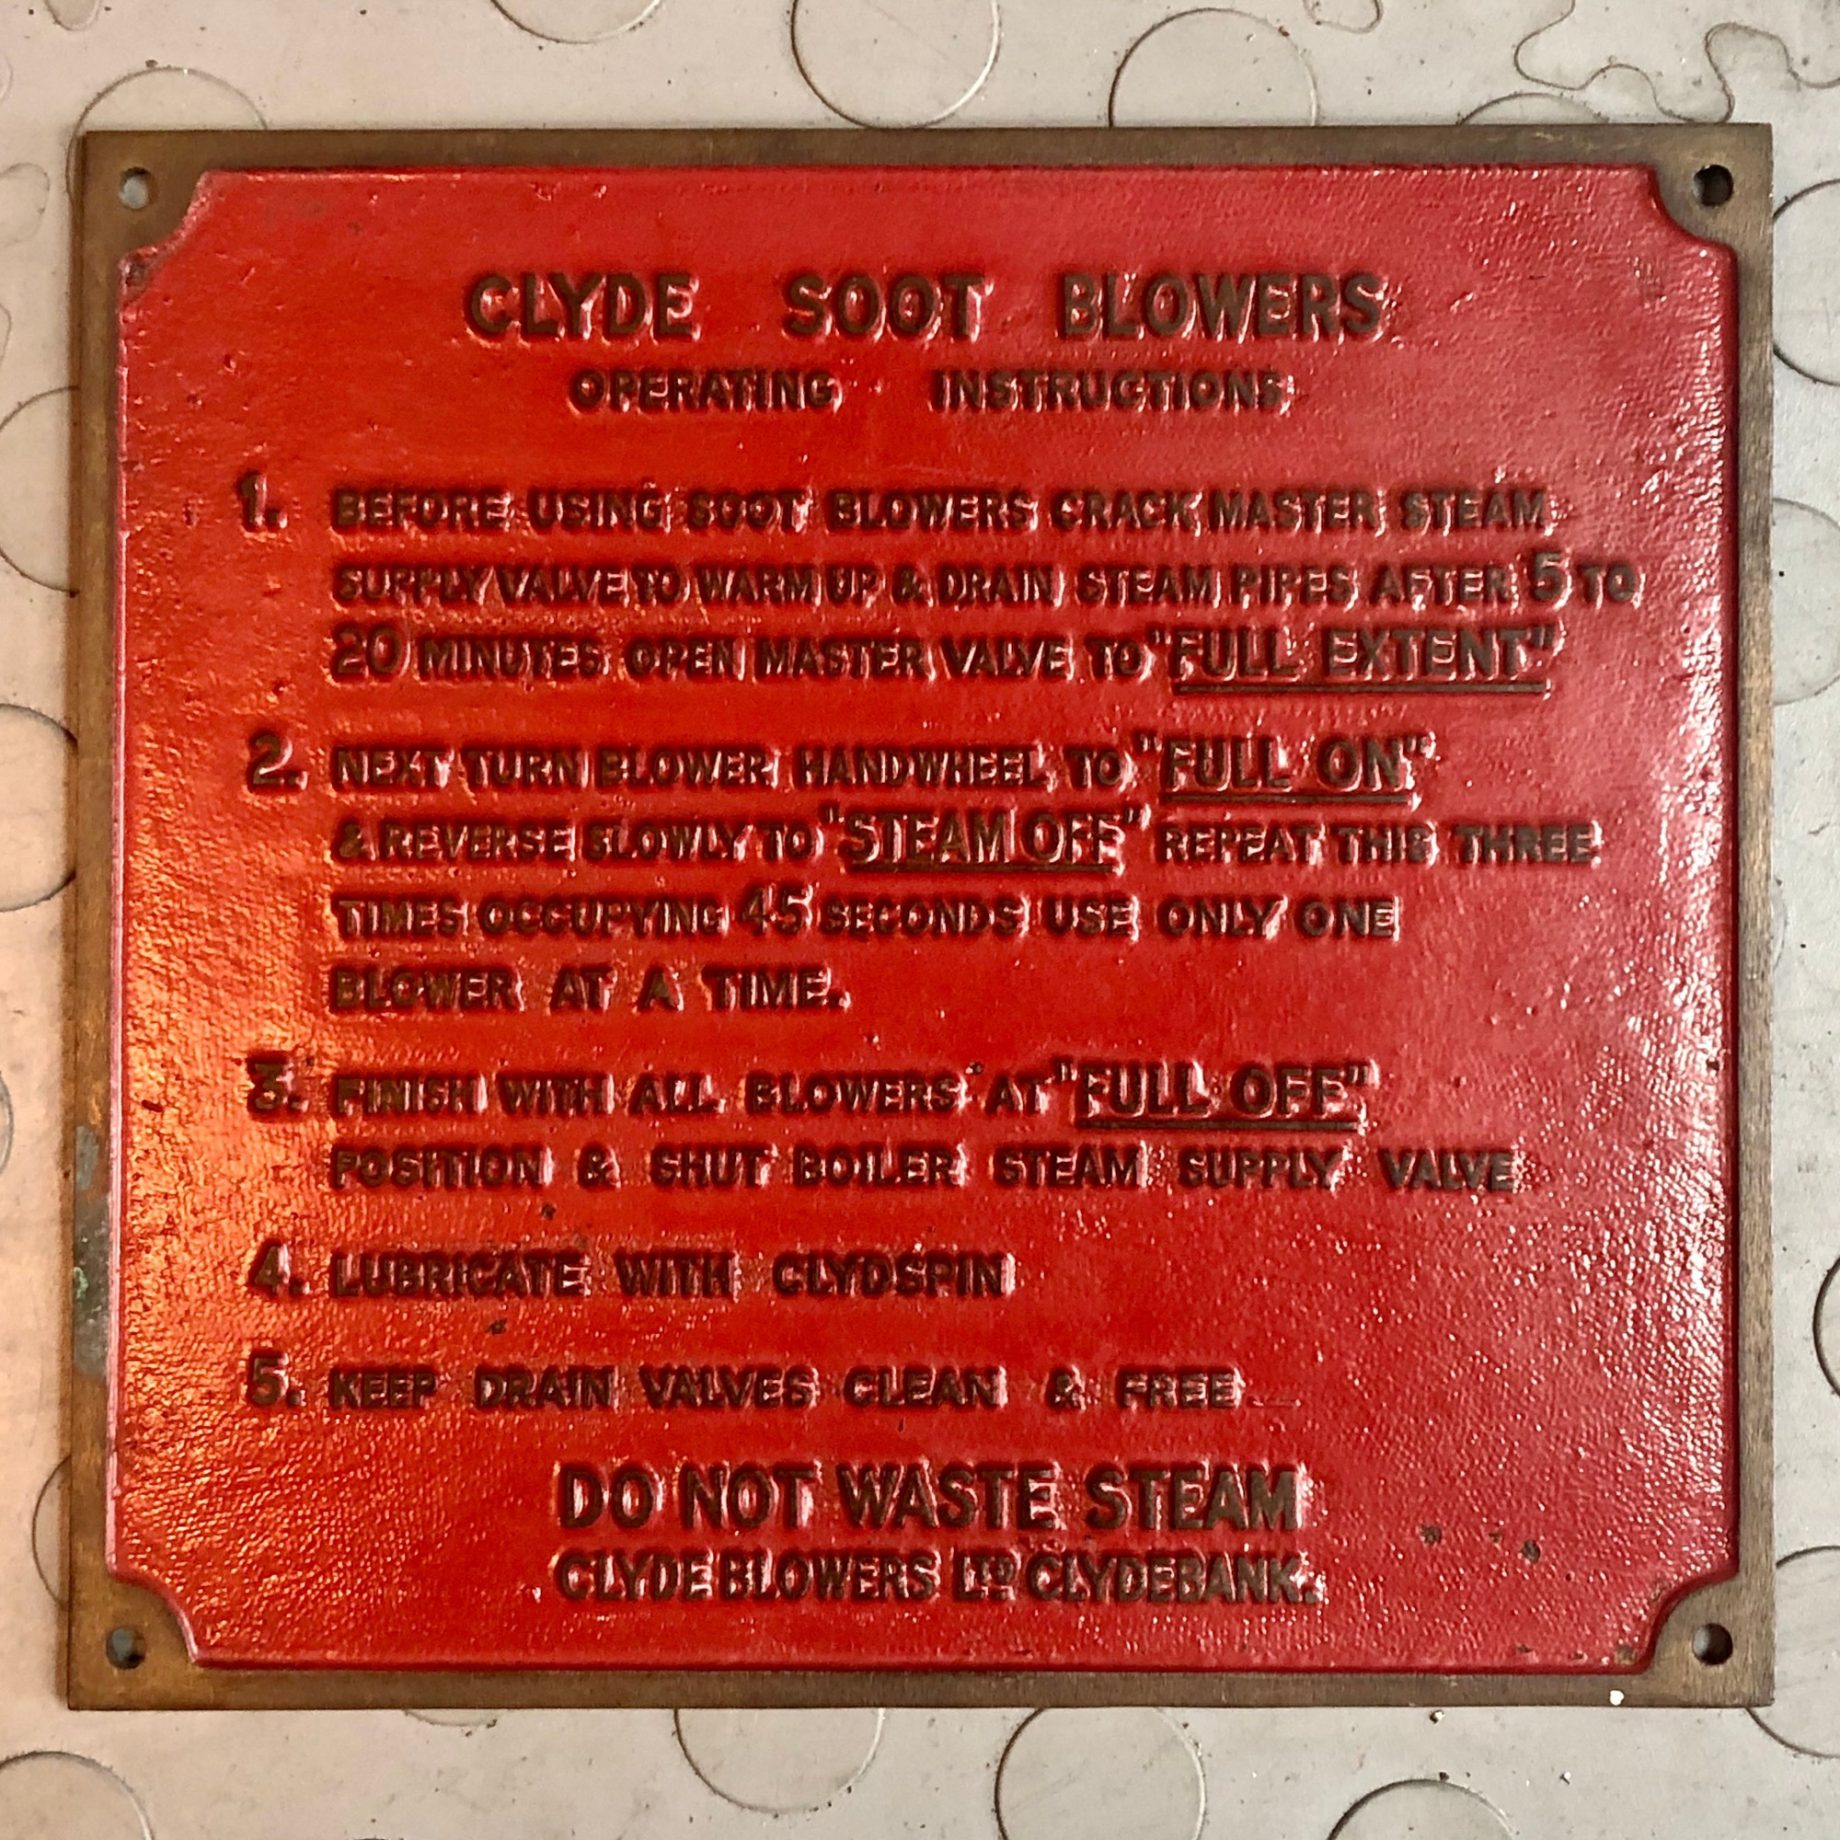 CLYDE SOOT BLOWERS
OPERATING INSTRUCTIONS
1. BEFORE USING SOOT BLOWERS CRACK MASTER STEAM
SUPPLY VALVE TO WARM UP & DRAIN STEAM PIPES AFTER 5 TO
20 MINUTES OPEN MASTER VALVE TO "FULL EXTENT"
2. NEXT TURN BLOWER HANDWHEEL TO "FULL ON"
& REVERSE SLOWLY TO "STEAM OFF" REPEAT THIS THREE
TIMES OCCUPYING 45 SECONDS USE ONLY ONE
BLOWER AT A TIME.
3. FINISH WITH ALL BLOWERS AT "FULL OFF"
POSITION & SHUT BOILER STEAM SUPPLY VALVE
4. LUBRICATE WITH CLYDSPIN
5. KEEP DRAIN VALVES CLEAN & FREE
DO NOT WASTE STEAM
CLYDE BLOWERS LTD CLYDEBANK.